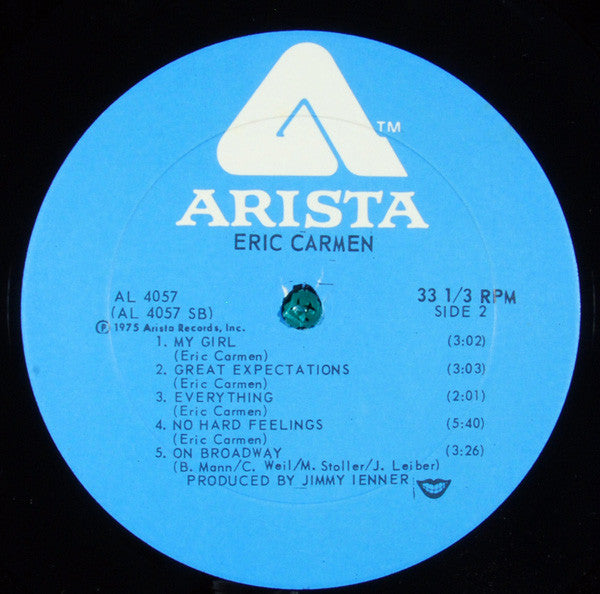 TM
ARISTA
ERIC CARMEN
AL 4057 33 1/3 RPM
(AL 4057 SB) SIDE 2
Ⓟ 1975 Arista Records, Inc.
1. MY GIRL (3:02)
(Eric Carmen)
2. GREAT EXPECTATIONS (3:03)
(Eric Carmen)
3. EVERYTHING (2:01)
(Eric Carmen)
4. NO HARD FEELINGS (5:40)
(Eric Carmen)
5. ON BROADWAY (3:26)
(B. Mann/C. Weil/M. Stoller/J. Leiber)
PRODUCED BY JIMMY IENNER